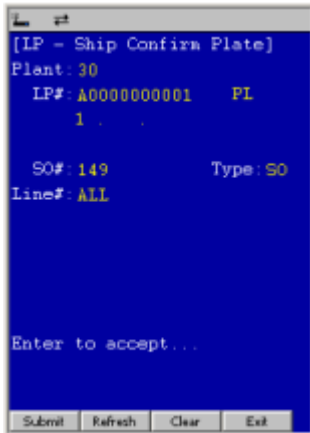 [LP - Ship Confirm Plate]
Plant: 30
LP#: A0000000001 PL
1 . .
SO#: 149 Type: SO
Line#: ALL
Enter to accept...
Submit Refresh Clear Exit